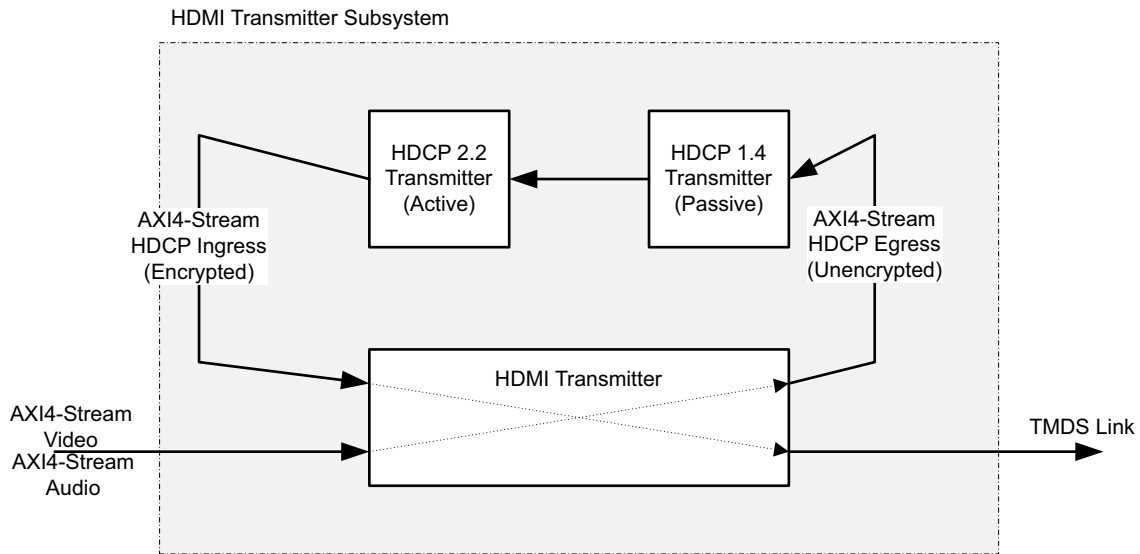 HDMI Transmitter Subsystem
HDCP 2.2
Transmitter
(Active)
HDCP 1.4
Transmitter
(Passive)
AXI4-Stream
HDCP Ingress
(Encrypted)
AXI4-Stream
HDCP Egress
(Unencrypted)
HDMI Transmitter
AXI4-Stream
Video
AXI4-Stream
Audio
TMDS Link